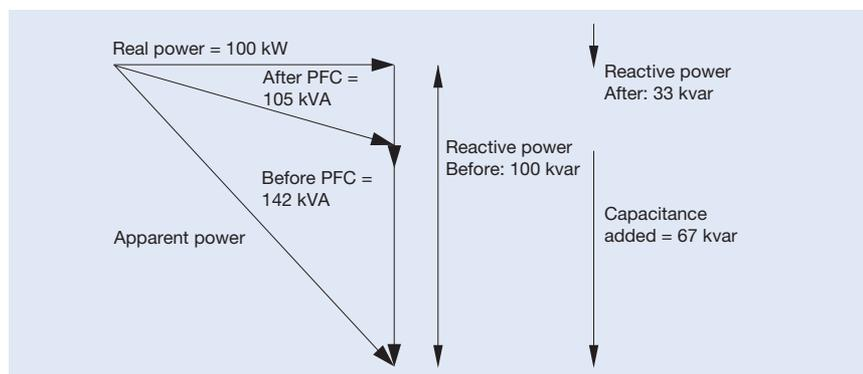 Real power = 100 kW
After PFC =
105 kVA
Reactive power
After: 33 kvar
Reactive power
Before: 100 kvar
Before PFC =
142 kVA
Capacitance
added = 67 kvar
Apparent power